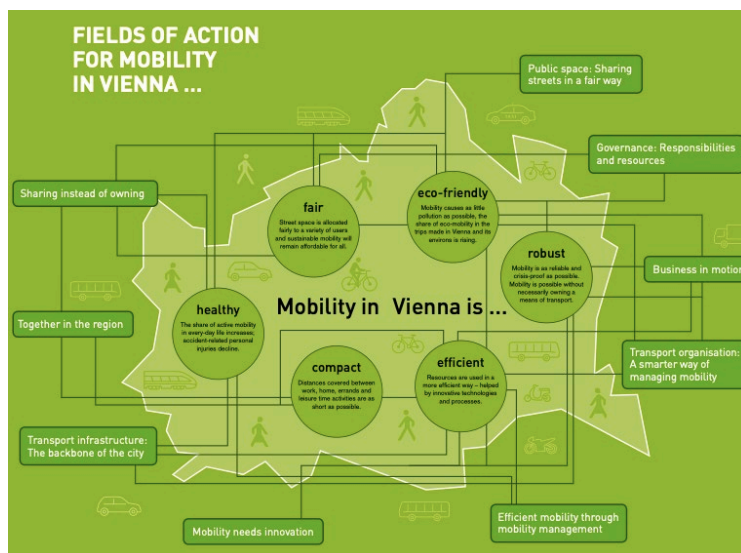 FIELDS OF ACTION
FOR MOBILITY
IN VIENNA ...
Public space: Sharing
streets in a fair way
Governance: Responsibilities
and resources
Sharing instead of owning
fair
Street space is allocated
fairly to a variety of users
and sustainable mobility will
remain affordable for all.
eco-friendly
Mobility causes as little
pollution as possible, the
share of eco-mobility in the
trips made in Vienna and its
environs is rising.
robust
Mobility is as reliable and
crisis-proof as possible.
Mobility is possible without
necessarily owning a
means of transport.
Business in motion
healthy
The share of active mobility
in every-day life increases;
accident-related personal
injuries decline.
Mobility in Vienna is ...
Together in the region
compact
Distances covered between
work, home, errands and
leisure time activities are as
short as possible.
efficient
Resources are used in a
more efficient way – helped
by innovative technologies
and processes.
Transport organisation:
A smarter way of
managing mobility
Transport infrastructure:
The backbone of the city
Mobility needs innovation
Efficient mobility through
mobility management